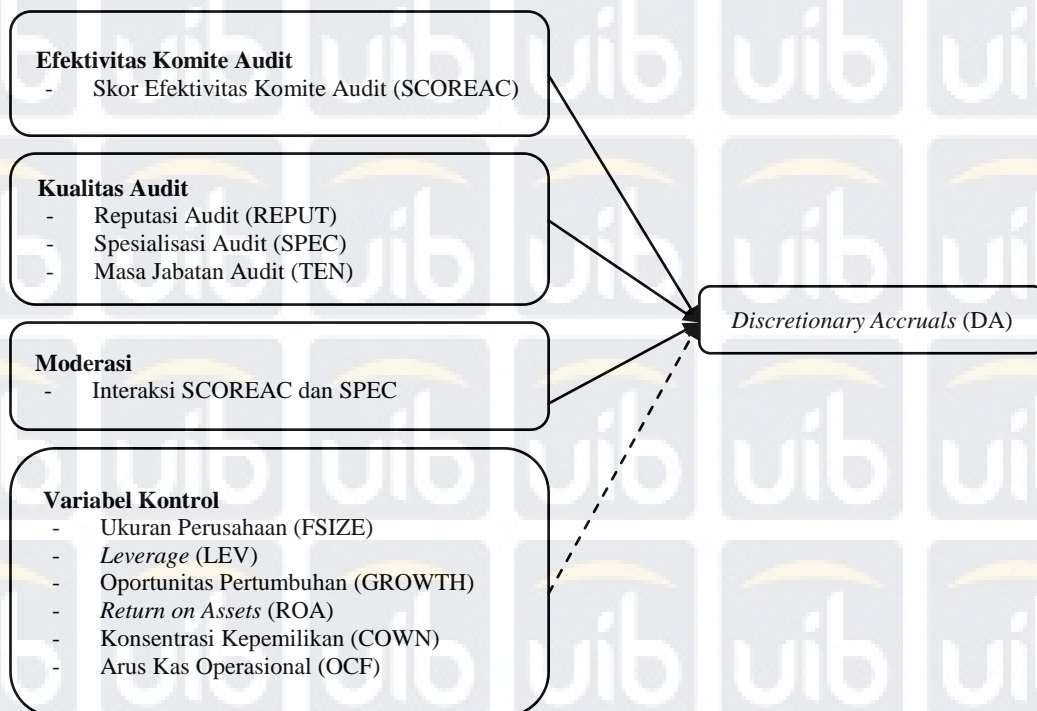 Efektivitas Komite Audit
- Skor Efektivitas Komite Audit (SCOREAC)
Kualitas Audit
- Reputasi Audit (REPUT)
- Spesialisasi Audit (SPEC)
- Masa Jabatan Audit (TEN)
Discretionary Accruals (DA)
Moderasi
- Interaksi SCOREAC dan SPEC
Variabel Kontrol
- Ukuran Perusahaan (FSIZE)
- Leverage (LEV)
- Oportunitas Pertumbuhan (GROWTH)
- Return on Assets (ROA)
- Konsentrasi Kepemilikan (COWN)
- Arus Kas Operasional (OCF)
uib